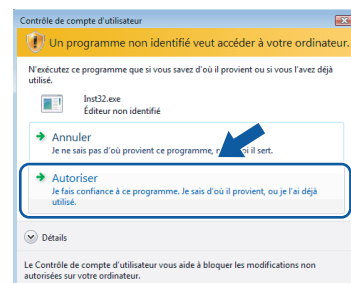 Contrôle de compte d'utilisateur
Un programme non identifié veut accéder à votre ordinateur.
N'exécutez ce programme que si vous savez d'où il provient ou si vous l'avez déjà
utilisé.
Inst32.exe
Éditeur non identifié
Annuler
Je ne sais pas d'où provient ce programme, il sert.
Autoriser
Je fais confiance à ce programme. Je sais d'où il provient, ou je l'ai déjà
utilisé.
Détails
Le Contrôle de compte d'utilisateur vous aide à bloquer les modifications non
autorisées sur votre ordinateur.